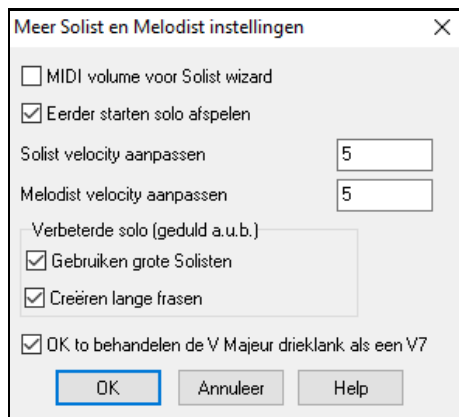 Meer Solist en Melodist instellingen
MIDI volume voor Solist wizard
Eerder starten solo afspelen
Solist velocity aanpassen 5
Melodist velocity aanpassen 5
Verbeterde solo (geduld a.u.b.)
Gebruiken grote Solisten
Creëren lange frasen
OK to behandelen de V Majeur drieklank als een V7
OK Annuleer Help